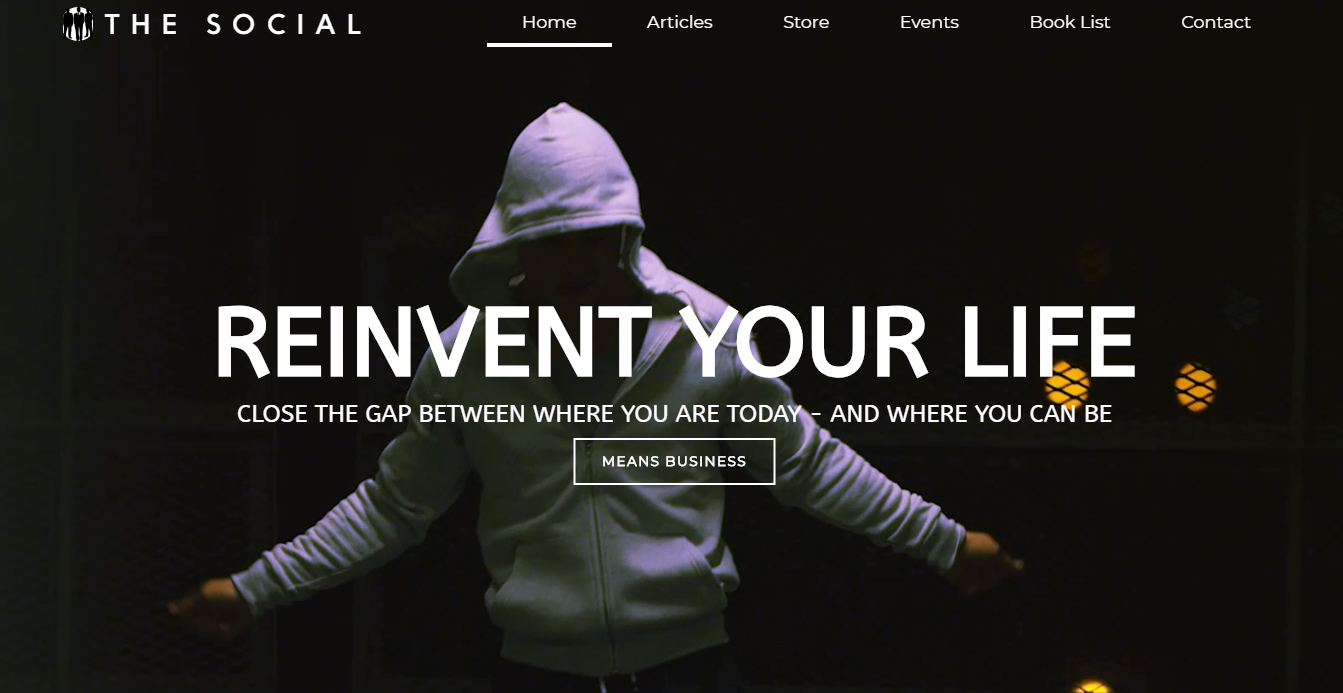 THE SOCIAL
Home Articles Store Events Book List Contact
REINVENT YOUR LIFE
CLOSE THE GAP BETWEEN WHERE YOU ARE TODAY - AND WHERE YOU CAN BE
MEANS BUSINESS